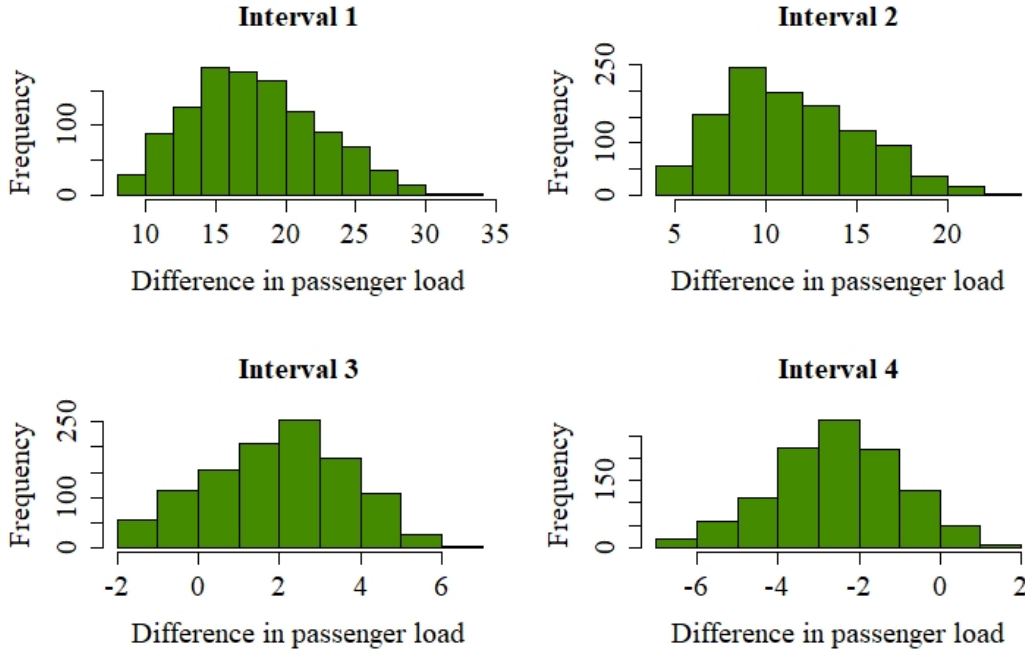 Interval 1
Frequency
0 100
10 15 20 25 30 35
Difference in passenger load
Interval 2
Frequency
0 100 250
5 10 15 20
Difference in passenger load
Interval 3
Frequency
0 100 250
-2 0 2 4 6
Difference in passenger load
Interval 4
Frequency
0 150
-6 -4 -2 0 2
Difference in passenger load